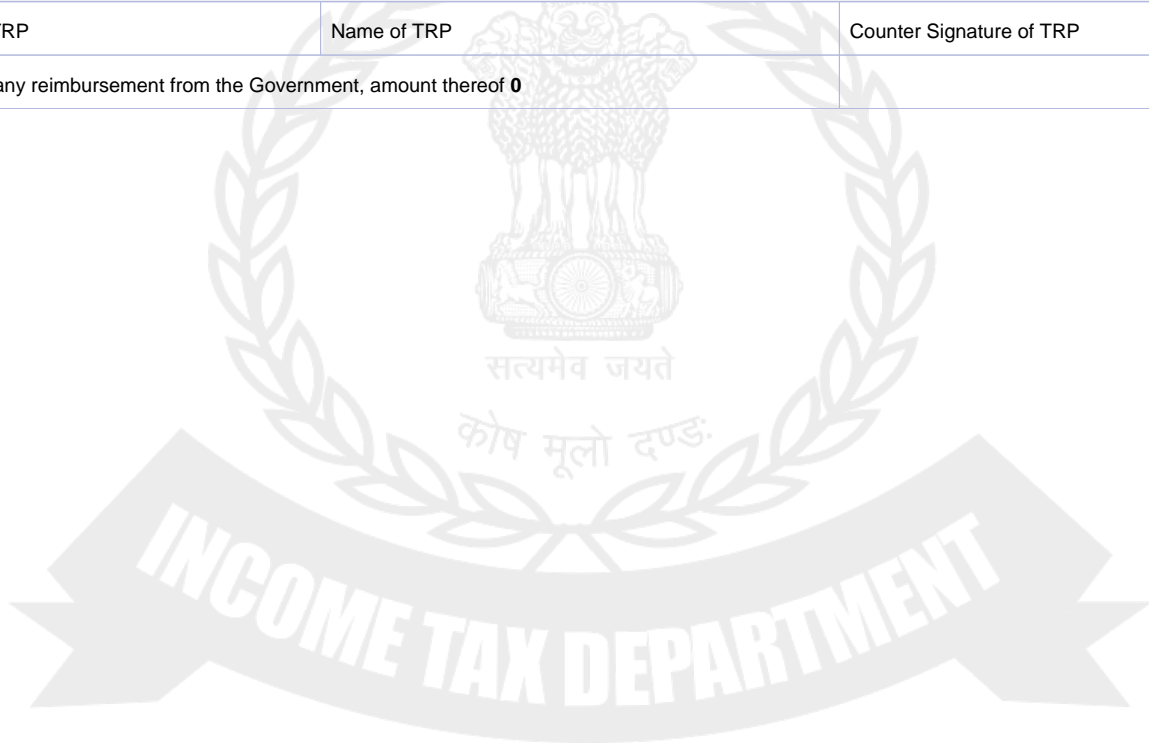 TRP Name of TRP Counter Signature of TRP
any reimbursement from the Government, amount thereof 0
सत्यमेव जयते
कोष मूलो दण्डः
INCOME TAX DEPARTMENT